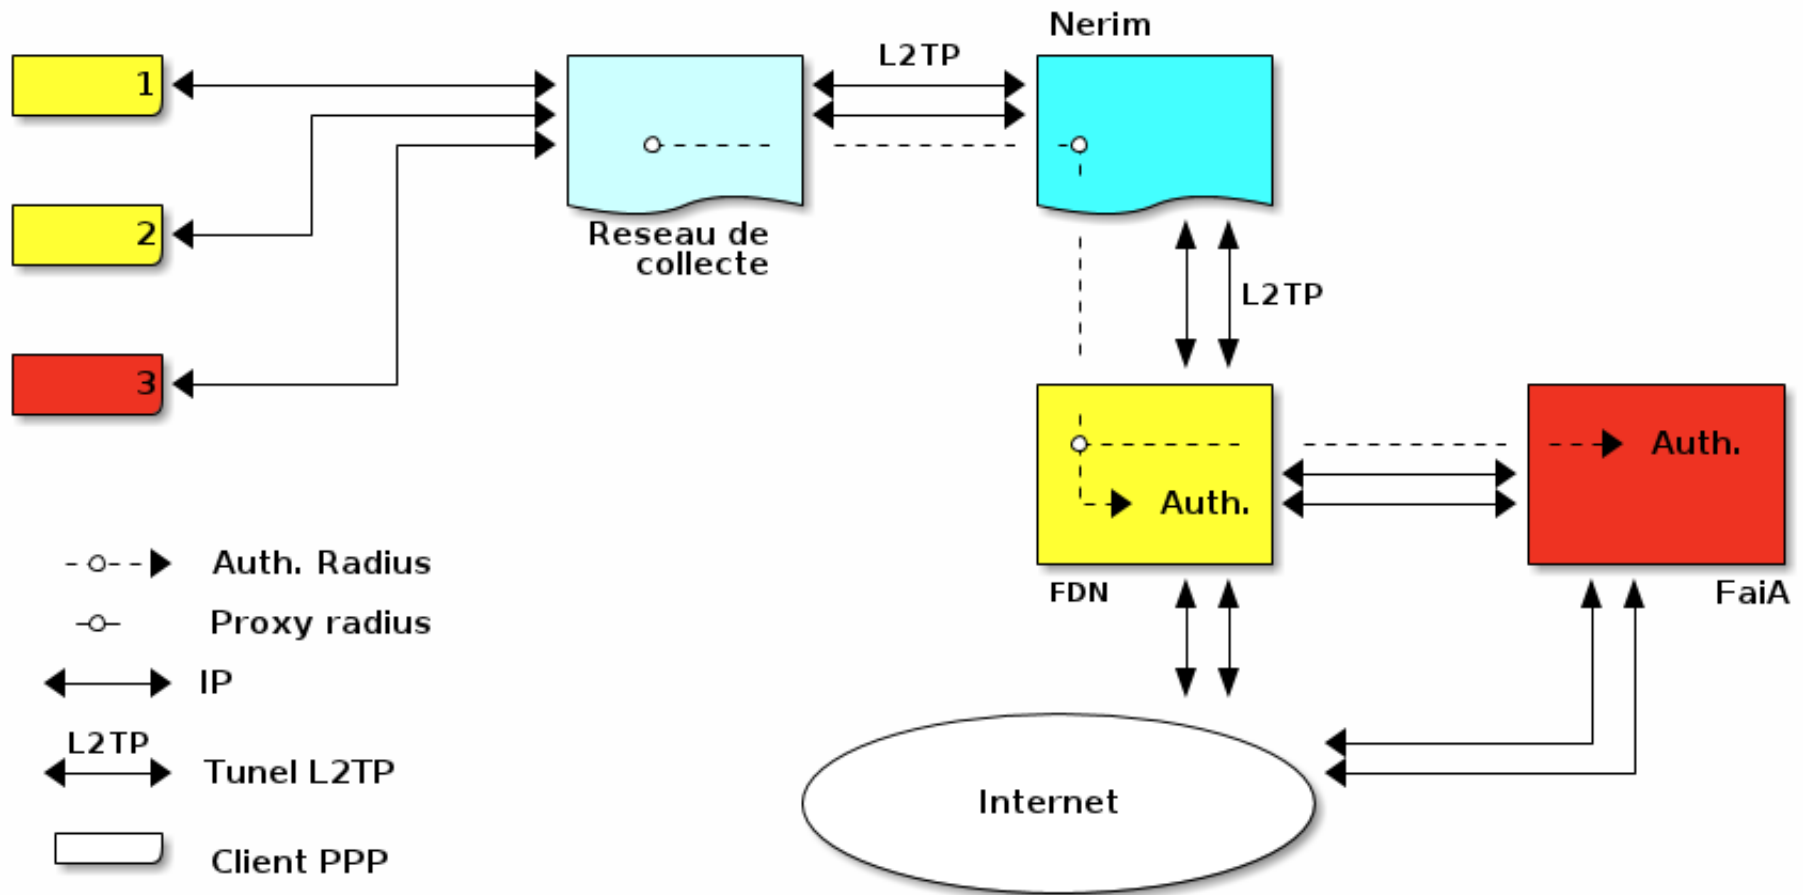 Nerim
L2TP
1
2
3
Reseau de
collecte
L2TP
Auth.
Auth.
FDN
FaiA
Auth. Radius
Proxy radius
IP
L2TP
Tunel L2TP
Internet
Client PPP